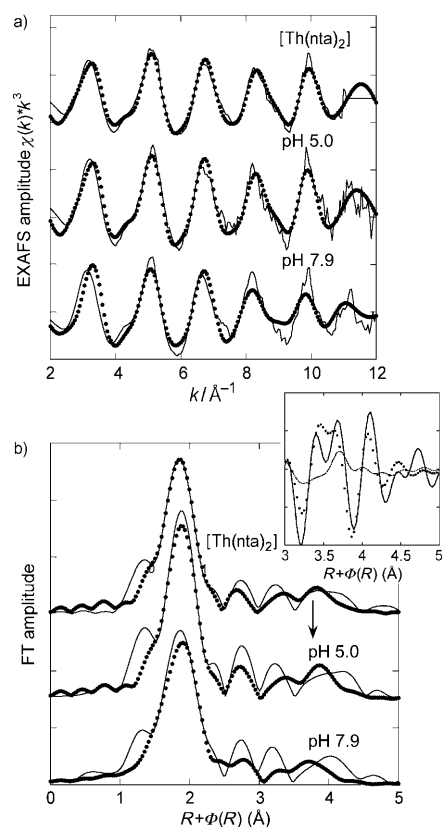 a)
[Th(nta)₂]
pH 5.0
pH 7.9
EXAFS amplitude χ(k)*k³
2 4 6 8 10 12
k / Å⁻¹
b)
3 3.5 4 4.5 5
R+Φ(R) (Å)
[Th(nta)₂]
pH 5.0
pH 7.9
FT amplitude
0 1 2 3 4 5
R+Φ(R) (Å)